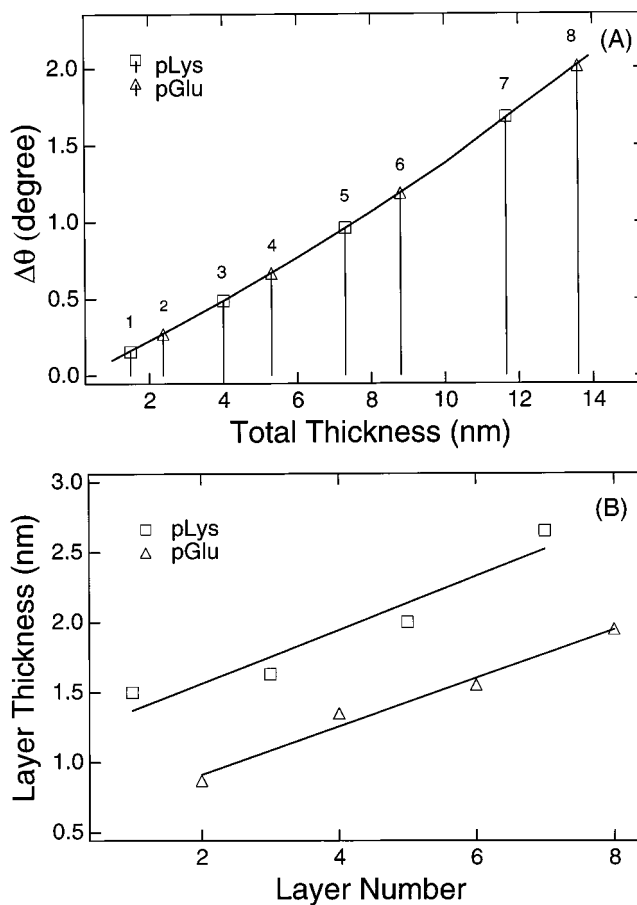 (A)
pLys
pGlu
Δθ (degree)
2.0
1.5
1.0
0.5
0.0
1
2
3
4
5
6
7
8
2 4 6 8 10 12 14
Total Thickness (nm)
(B)
pLys
pGlu
Layer Thickness (nm)
3.0
2.5
2.0
1.5
1.0
0.5
2 4 6 8
Layer Number